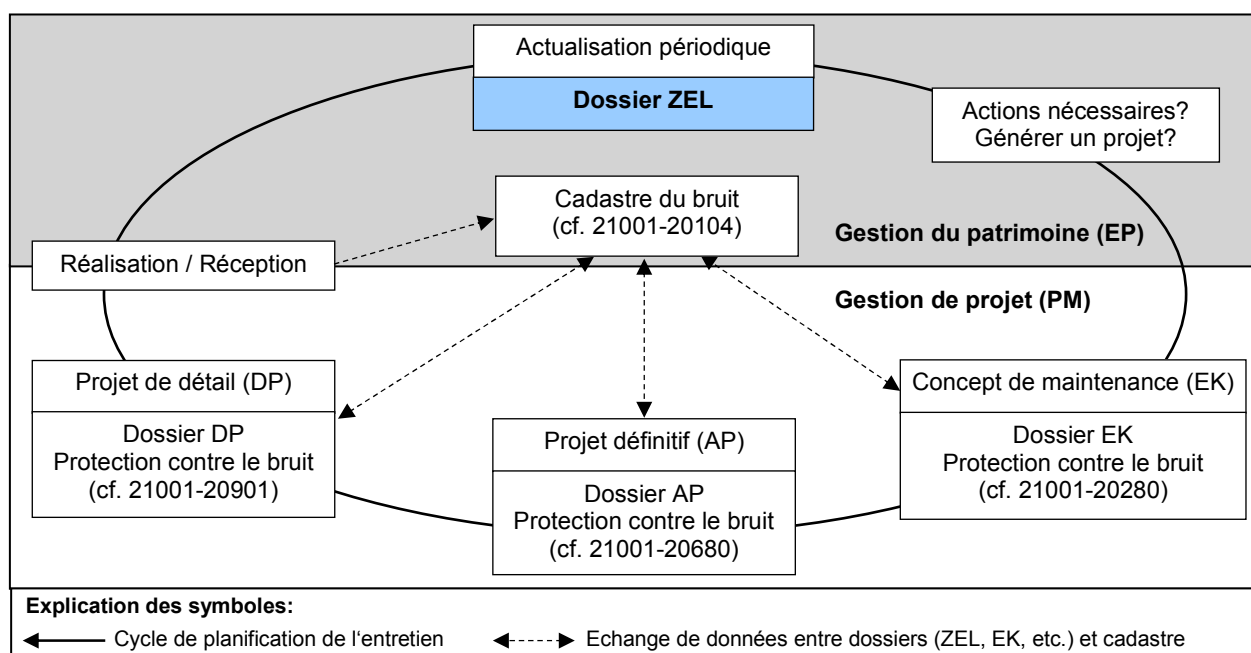 Actualisation périodique
Dossier ZEL
Actions nécessaires?
Générer un projet?
Cadastre du bruit
(cf. 21001-20104)
Gestion du patrimoine (EP)
Réalisation / Réception
Gestion de projet (PM)
Projet de détail (DP)
Dossier DP
Protection contre le bruit
(cf. 21001-20901)
Projet définitif (AP)
Dossier AP
Protection contre le bruit
(cf. 21001-20680)
Concept de maintenance (EK)
Dossier EK
Protection contre le bruit
(cf. 21001-20280)
Explication des symboles:
Cycle de planification de l‘entretien
Echange de données entre dossiers (ZEL, EK, etc.) et cadastre